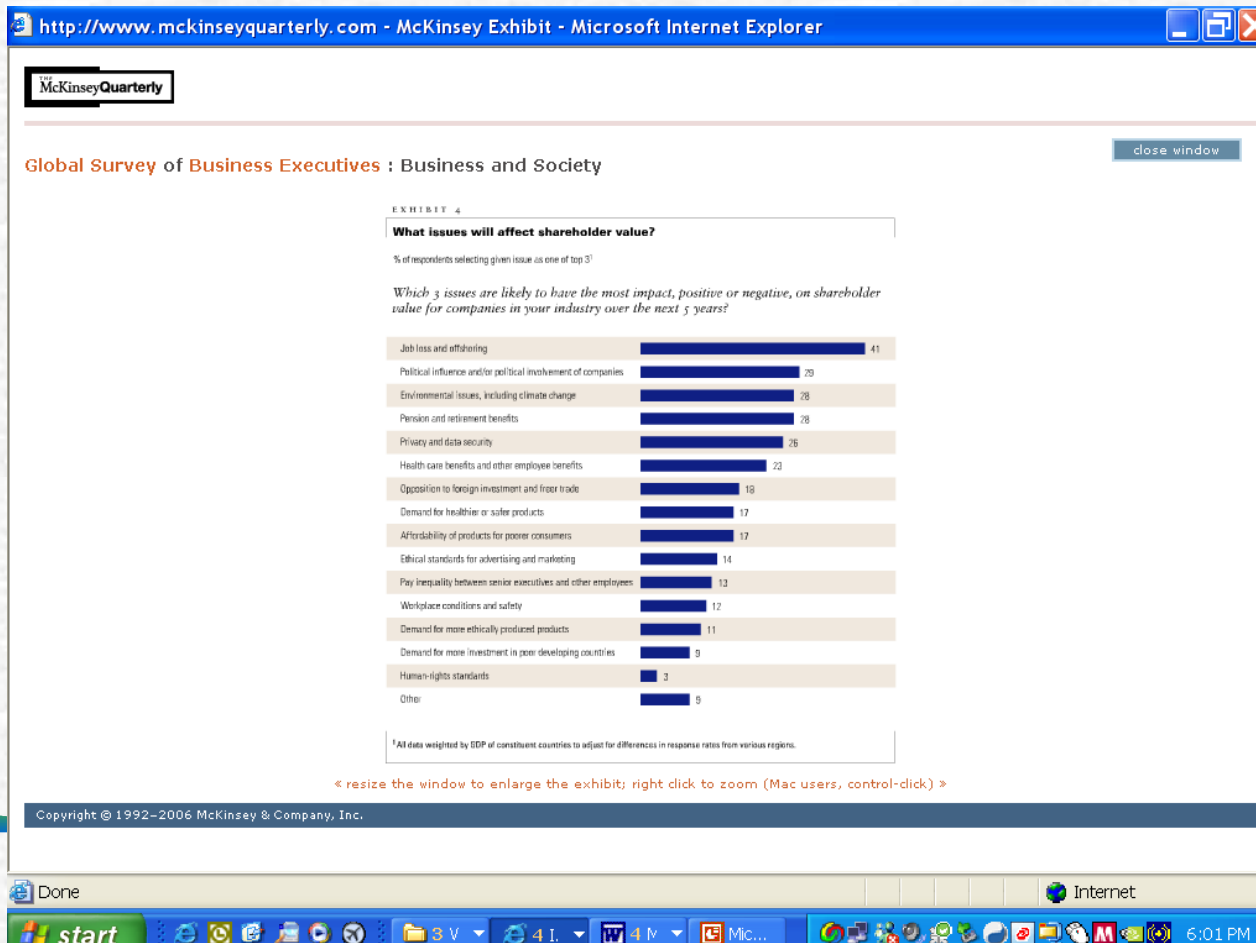 http://www.mckinseyquarterly.com - McKinsey Exhibit - Microsoft Internet Explorer
THE
McKinseyQuarterly
close window
Global Survey of Business Executives : Business and Society
EXHIBIT 4
What issues will affect shareholder value?
% of respondents selecting given issue as one of top 3¹
Which 3 issues are likely to have the most impact, positive or negative, on shareholder
value for companies in your industry over the next 5 years?
Job loss and offshoring 41
Political influence and/or political involvement of companies 29
Environmental issues, including climate change 28
Pension and retirement benefits 28
Privacy and data security 26
Health care benefits and other employee benefits 23
Opposition to foreign investment and freer trade 18
Demand for healthier or safer products 17
Affordability of products for poorer consumers 17
Ethical standards for advertising and marketing 14
Pay inequality between senior executives and other employees 13
Workplace conditions and safety 12
Demand for more ethically produced products 11
Demand for more investment in poor developing countries 9
Human-rights standards 3
Other 9
¹All data weighted by GDP of constituent countries to adjust for differences in response rates from various regions.
« resize the window to enlarge the exhibit; right click to zoom (Mac users, control-click) »
Copyright © 1992–2006 McKinsey & Company, Inc.
Done Internet
start 3 V 4 I. 4 M Mic... 6:01 PM